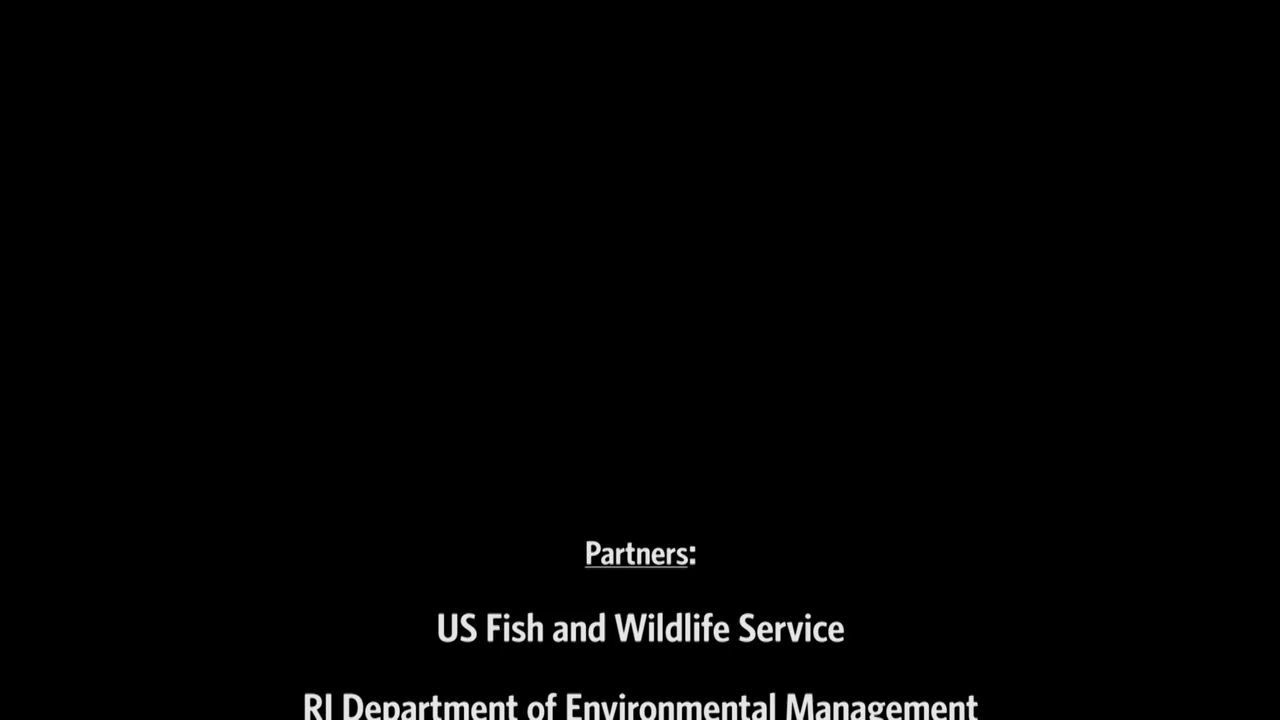 Partners:
US Fish and Wildlife Service
RI Department of Environmental Management